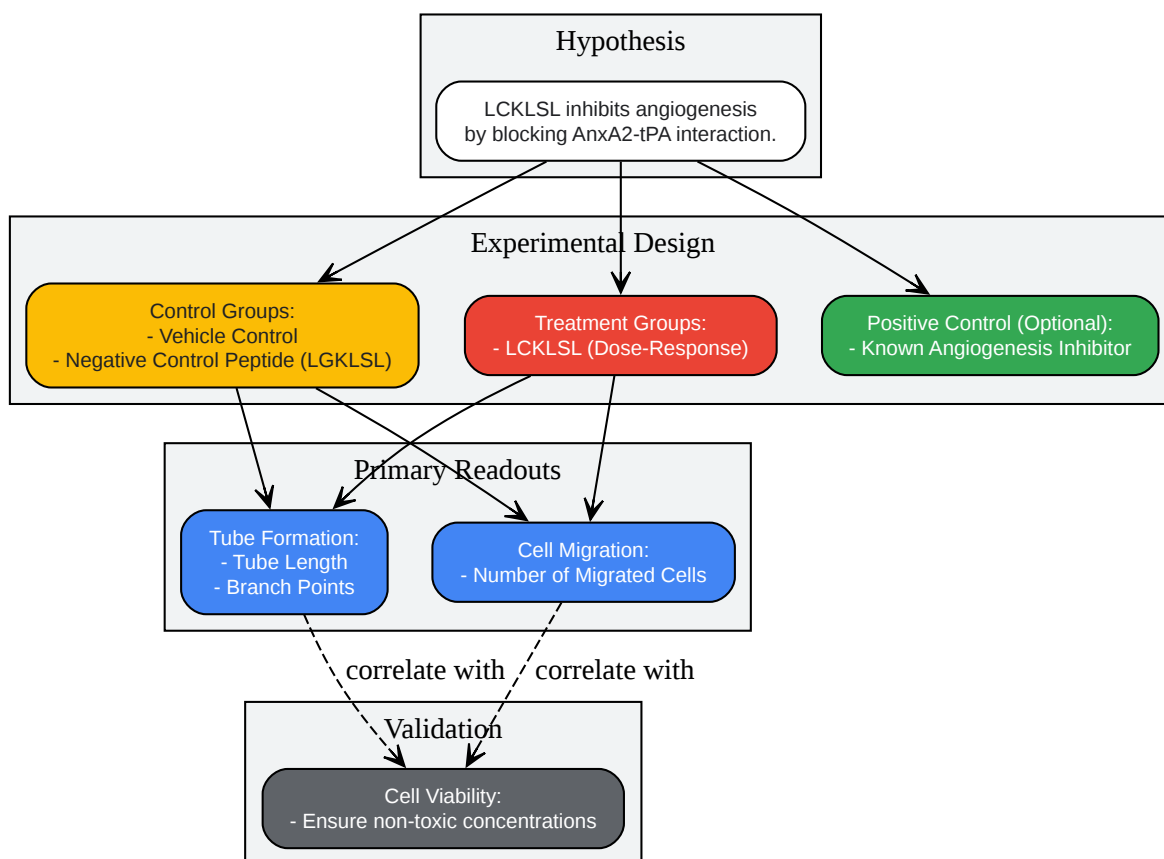 Hypothesis
LCKLSL inhibits angiogenesis
by blocking AnxA2-tPA interaction.
Experimental Design
Control Groups:
- Vehicle Control
- Negative Control Peptide (LGKLSL)
Treatment Groups:
- LCKLSL (Dose-Response)
Positive Control (Optional):
- Known Angiogenesis Inhibitor
Primary Readouts
Tube Formation:
- Tube Length
- Branch Points
Cell Migration:
- Number of Migrated Cells
correlate with
correlate with
Validation
Cell Viability:
- Ensure non-toxic concentrations